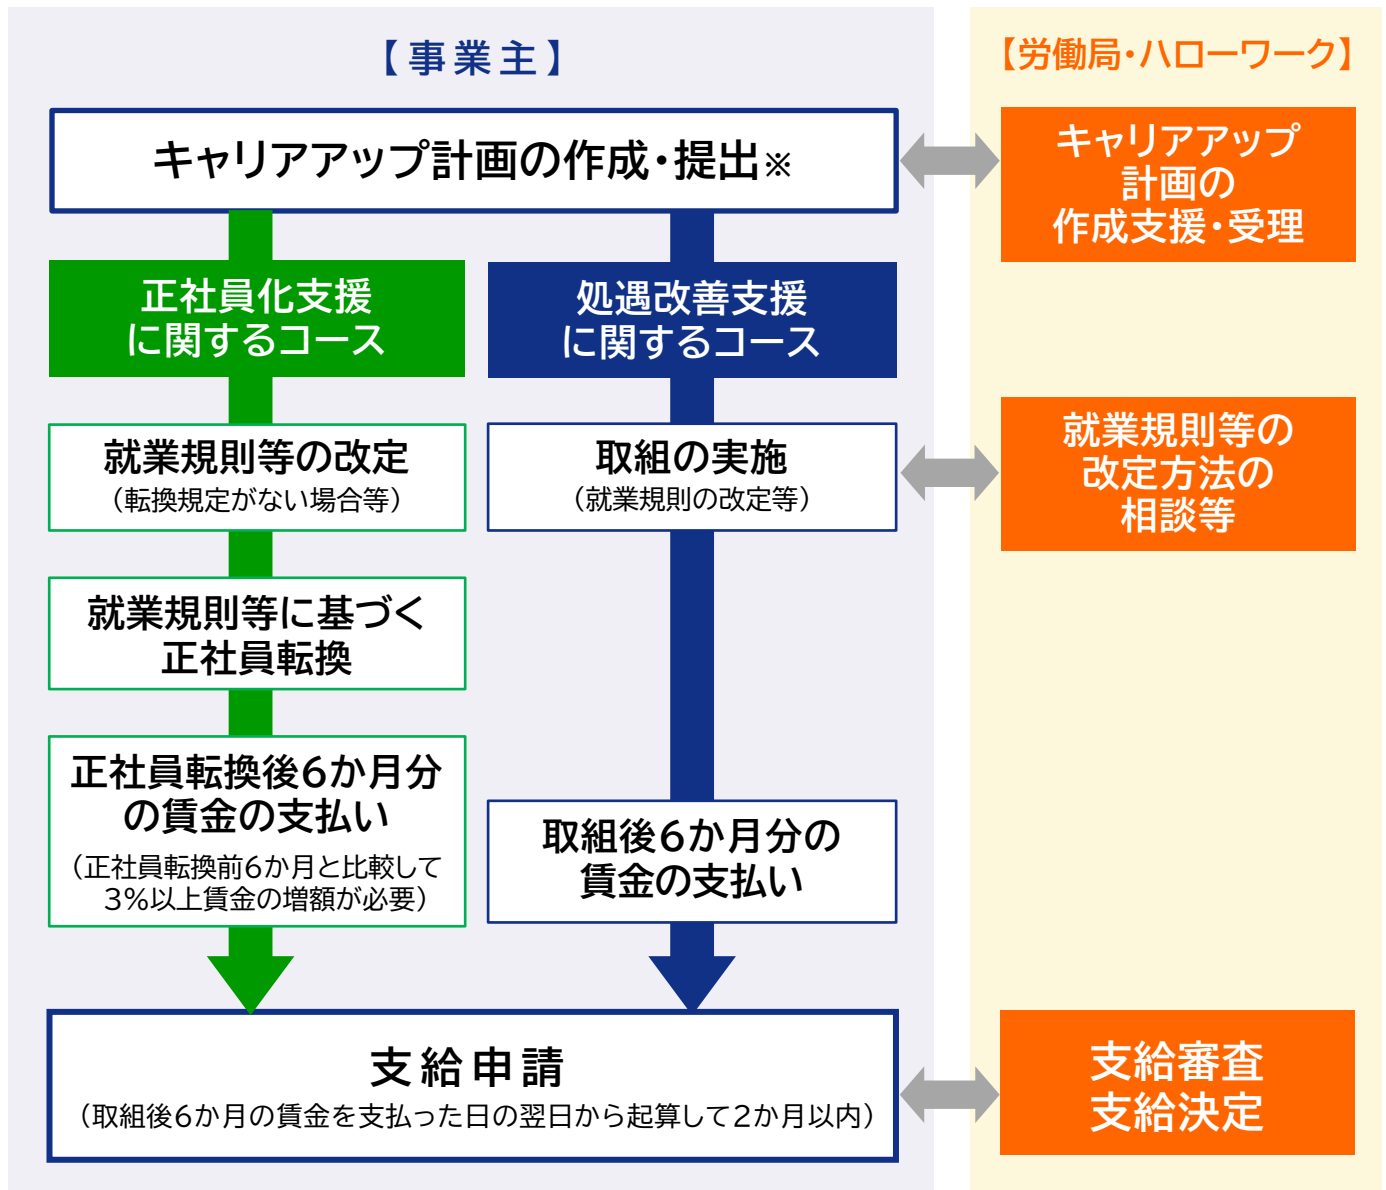 【事業主】
キャリアアップ計画の作成・提出※
正社員化支援
に関するコース
就業規則等の改定
（転換規定がない場合等）
就業規則等に基づく
正社員転換
正社員転換後6か月分
の賃金の支払い
（正社員転換前6か月と比較して
3%以上賃金の増額が必要）
処遇改善支援
に関するコース
取組の実施
（就業規則の改定等）
取組後6か月分の
賃金の支払い
支給申請
（取組後6か月の賃金を支払った日の翌日から起算して2か月以内）
【労働局・ハローワーク】
キャリアアップ
計画の
作成支援・受理
就業規則等の
改定方法の
相談等
支給審査
支給決定